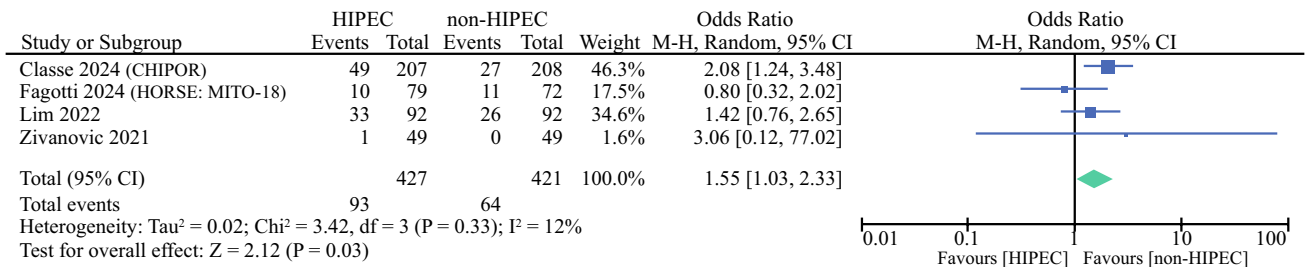 HIPEC non-HIPEC Odds Ratio Odds Ratio
Study or Subgroup Events Total Events Total Weight M-H, Random, 95% CI M-H, Random, 95% CI
Classe 2024 (CHIPOR) 49 207 27 208 46.3% 2.08 [1.24, 3.48]
Fagotti 2024 (HORSE: MITO-18) 10 79 11 72 17.5% 0.80 [0.32, 2.02]
Lim 2022 33 92 26 92 34.6% 1.42 [0.76, 2.65]
Zivanovic 2021 1 49 0 49 1.6% 3.06 [0.12, 77.02]
Total (95% CI) 427 421 100.0% 1.55 [1.03, 2.33]
Total events 93 64
Heterogeneity: Tau² = 0.02; Chi² = 3.42, df = 3 (P = 0.33); I² = 12%
Test for overall effect: Z = 2.12 (P = 0.03)
0.01 0.1 1 10 100
Favours [HIPEC] Favours [non-HIPEC]